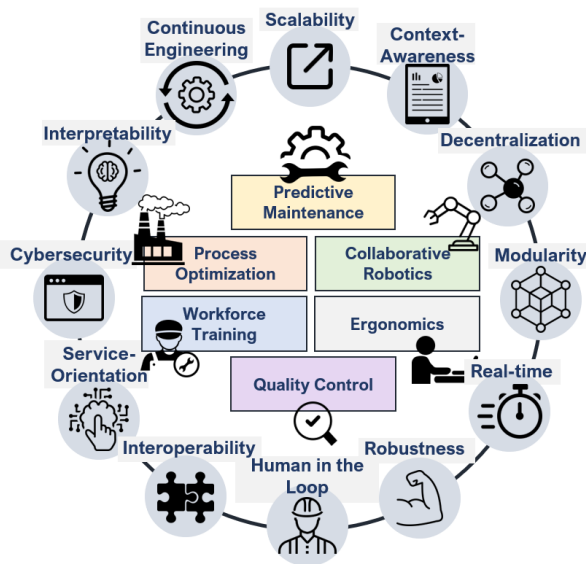 Scalability
Continuous
Engineering
Context-
Awareness
Interpretability
Decentralization
Predictive
Maintenance
Cybersecurity
Process
Optimization
Collaborative
Robotics
Modularity
Workforce
Training
Ergonomics
Service-
Orientation
Real-time
Quality Control
Interoperability
Human in the
Loop
Robustness